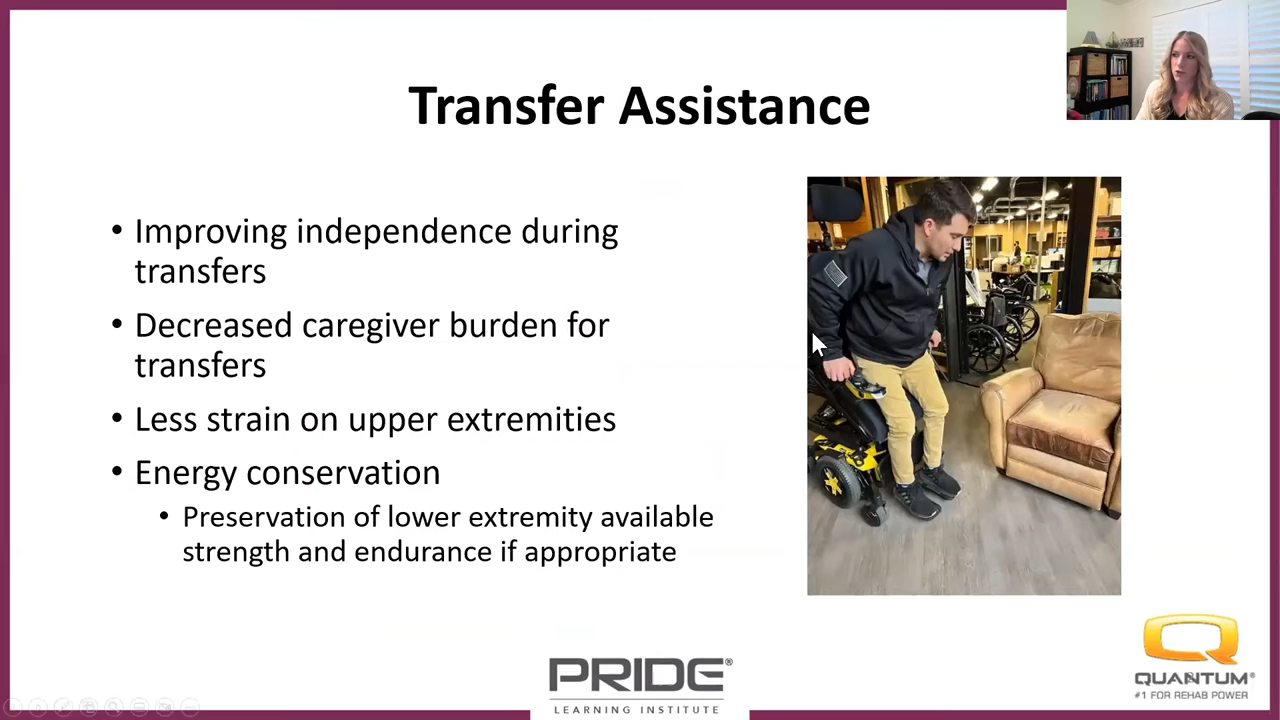 Transfer Assistance
• Improving independence during
transfers
• Decreased caregiver burden for
transfers
• Less strain on upper extremities
• Energy conservation
• Preservation of lower extremity available
strength and endurance if appropriate
PRIDE®
LEARNING INSTITUTE
QUANTUM®
#1 FOR REHAB POWER